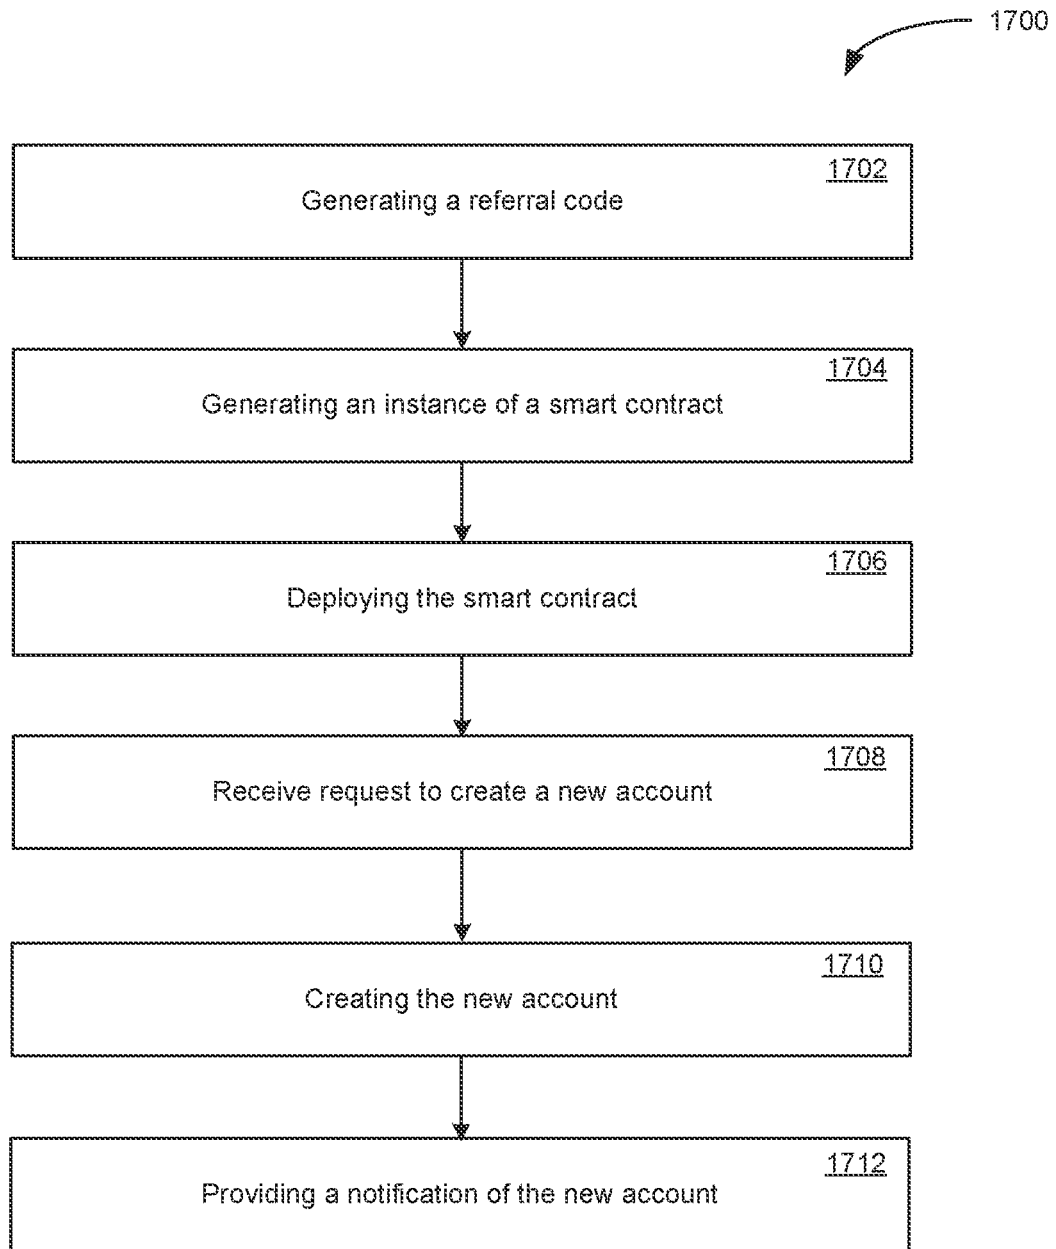 1700
1702
Generating a referral code
1704
Generating an instance of a smart contract
1706
Deploying the smart contract
1708
Receive request to create a new account
1710
Creating the new account
1712
Providing a notification of the new account